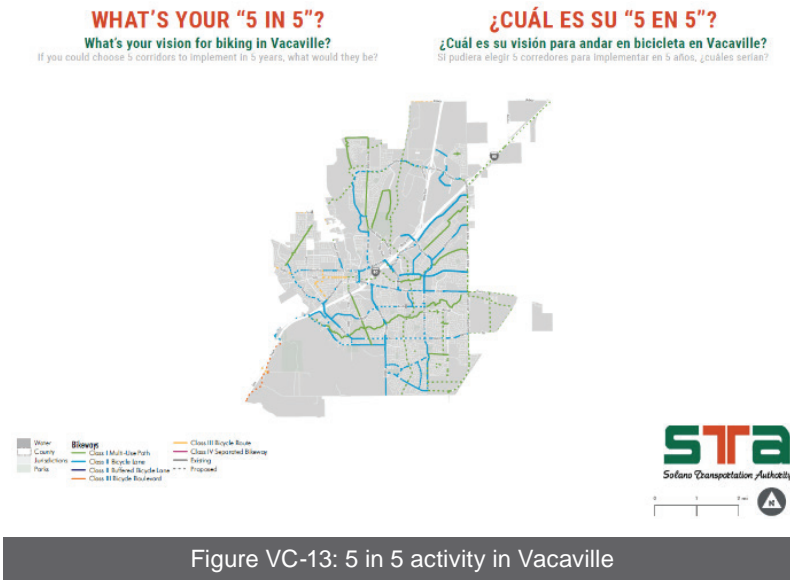 WHAT'S YOUR “5 IN 5”?
What's your vision for biking in Vacaville?
If you could choose 5 corridors to implement in 5 years, what would they be?
¿CUÁL ES SU “5 EN 5”?
¿Cuál es su visión para andar en bicicleta en Vacaville?
Si pudiera elegir 5 corredores para implementar en 5 años, ¿cuáles serían?
Water
County
Jurisdictions
Parks
Bikeways
Class I Multi-Use Path
Class II Bicycle Lane
Class II Buffered Bicycle Lane
Class III Bicycle Boulevard
Class III Bicycle Route
Class IV Separated Bikeway
Existing
Proposed
STA
Solano Transportation Authority
N
Figure VC-13: 5 in 5 activity in Vacaville